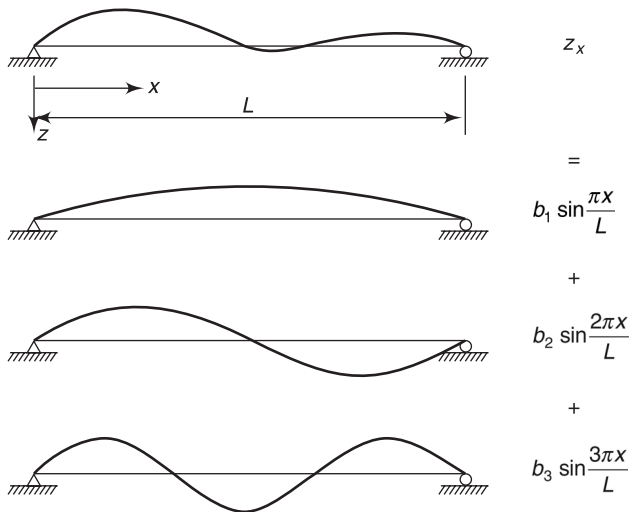 z_x
x
L
z
=
b_1 sin πx/L
+
b_2 sin 2πx/L
+
b_3 sin 3πx/L